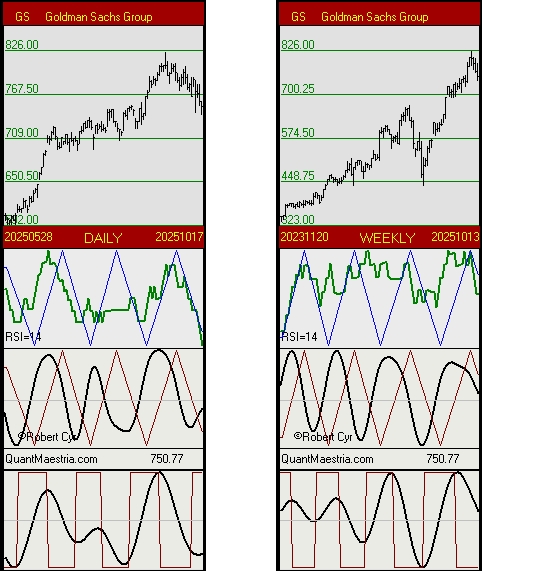 GS Goldman Sachs Group
826.00
767.50
709.00
650.50
592.00
20250528 DAILY 20251017
RSI=14
©Robert Cyr
QuantMaestria.com 750.77
GS Goldman Sachs Group
826.00
700.25
574.50
448.75
323.00
20231120 WEEKLY 20251013
RSI=14
©Robert Cyr
QuantMaestria.com 750.77